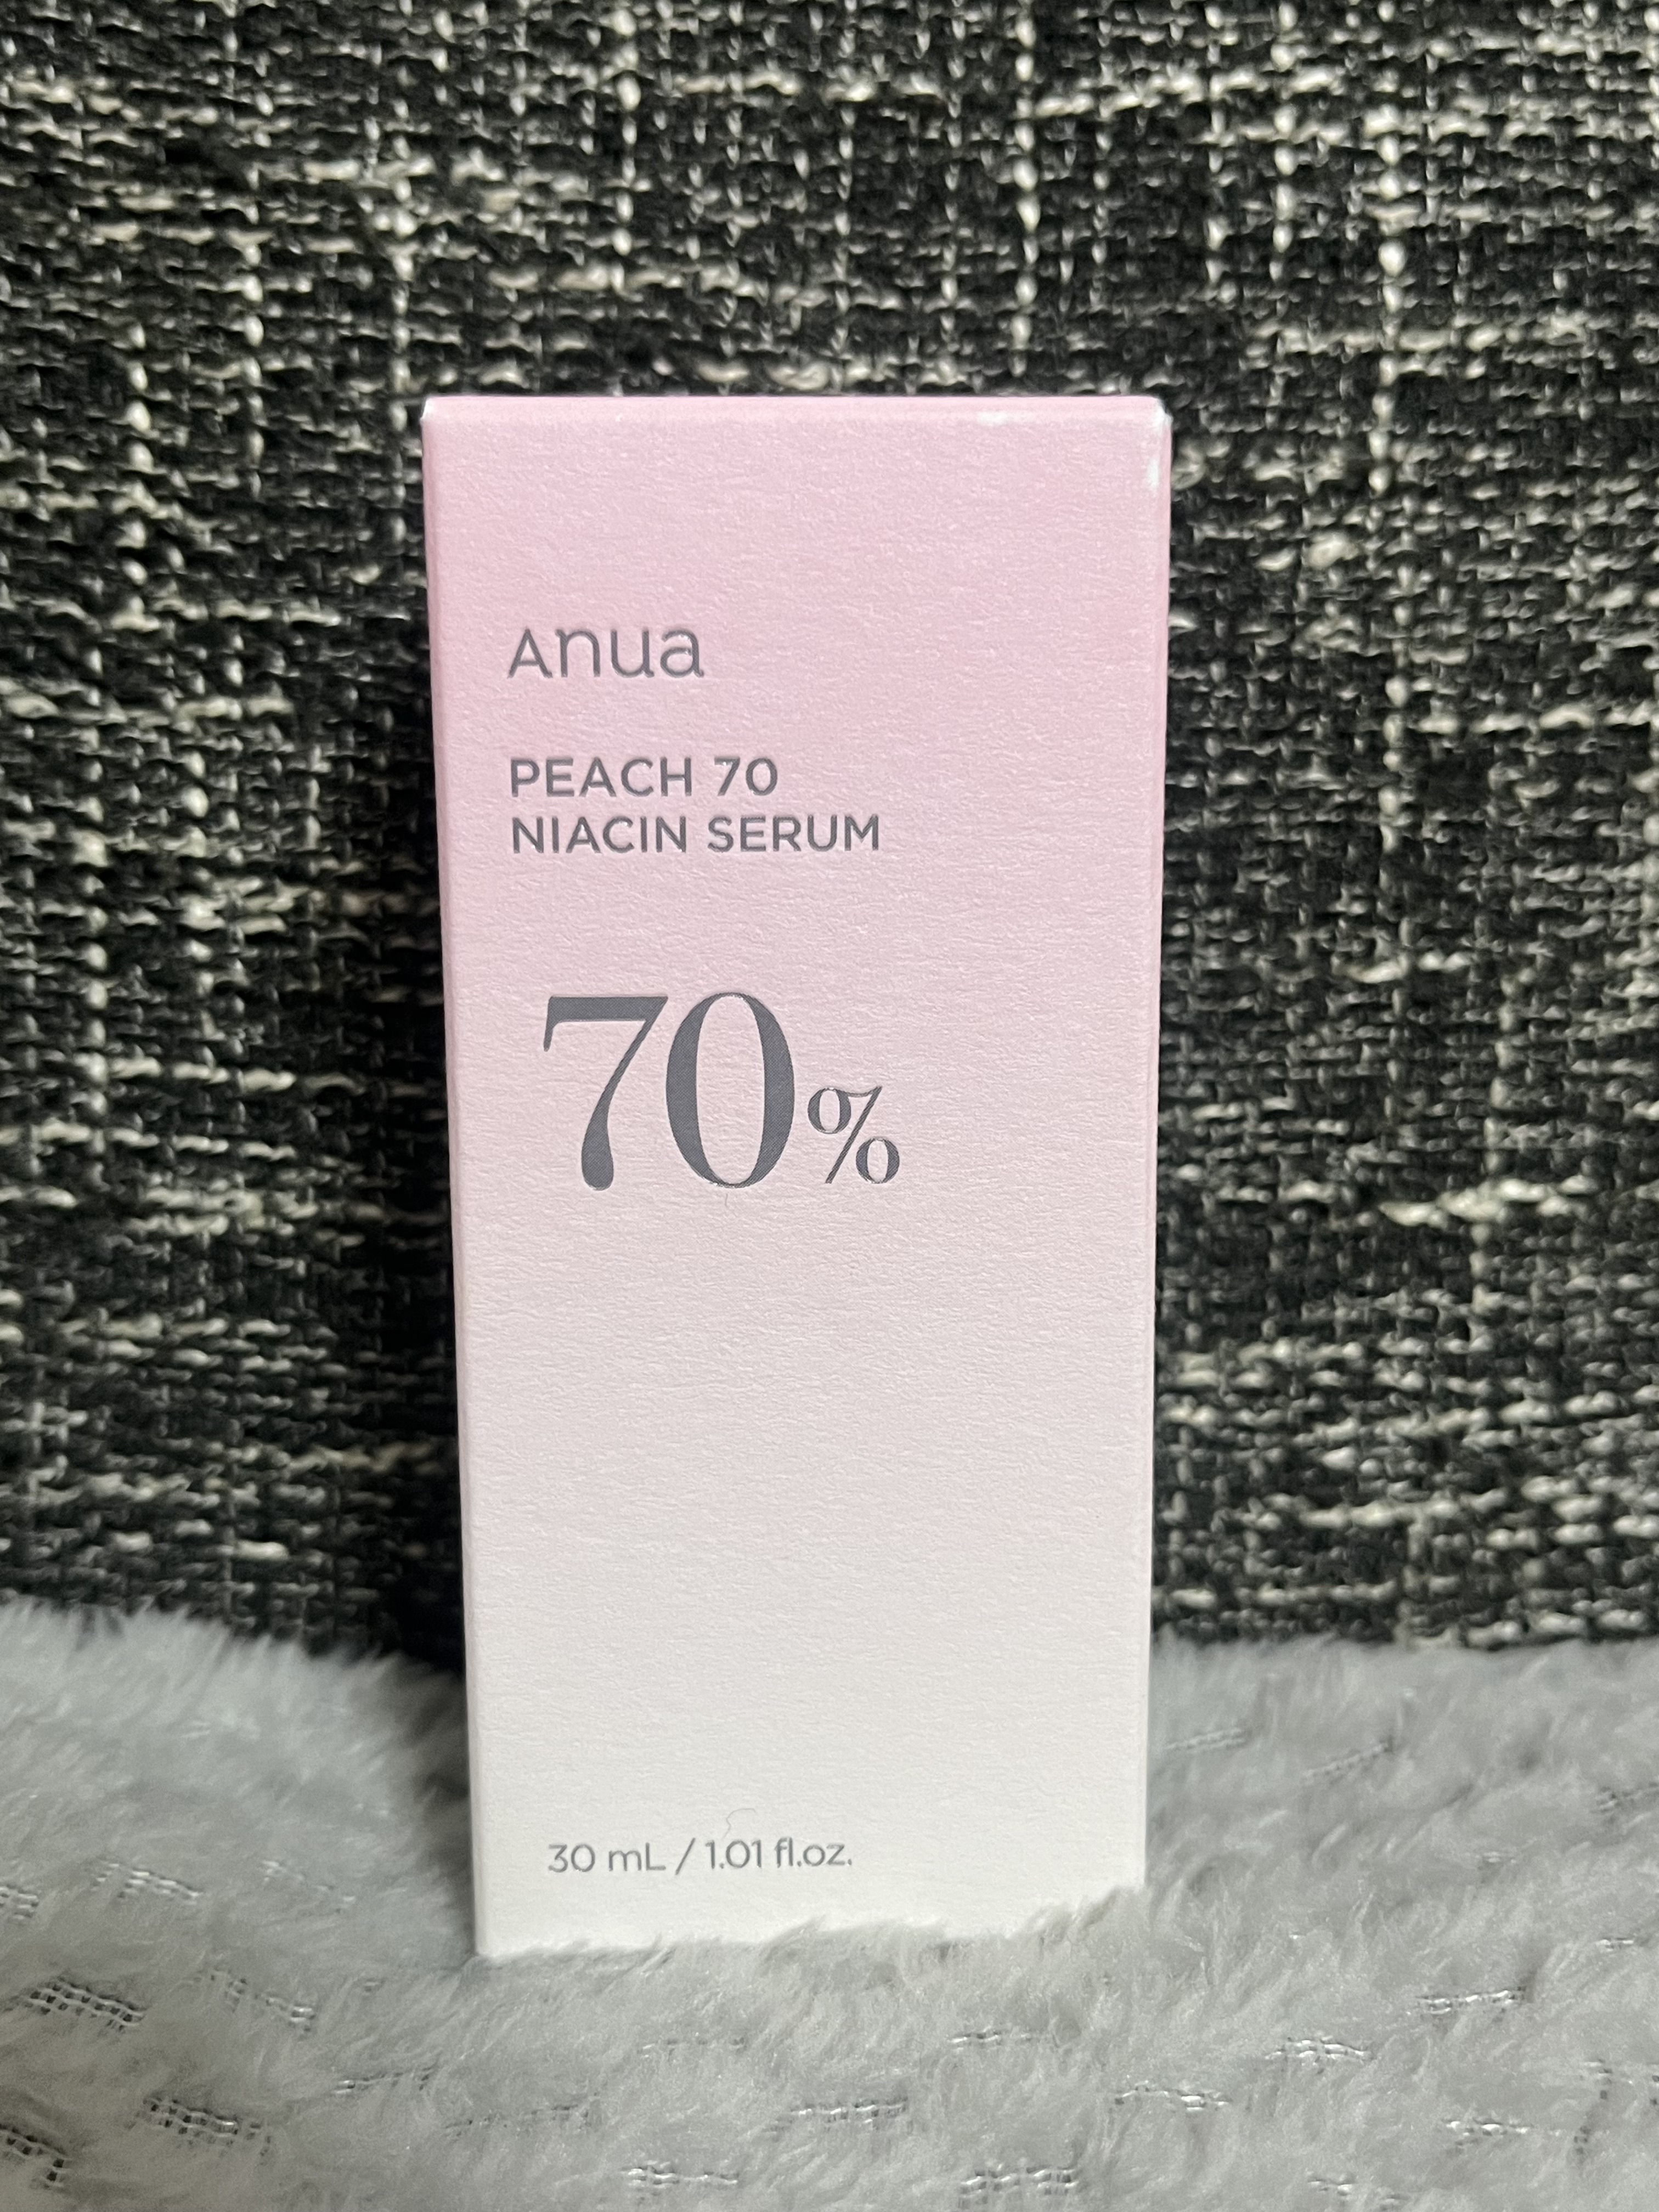 Anua
PEACH 70
NIACIN SERUM
70%
30 mL / 1.01 fl.oz.